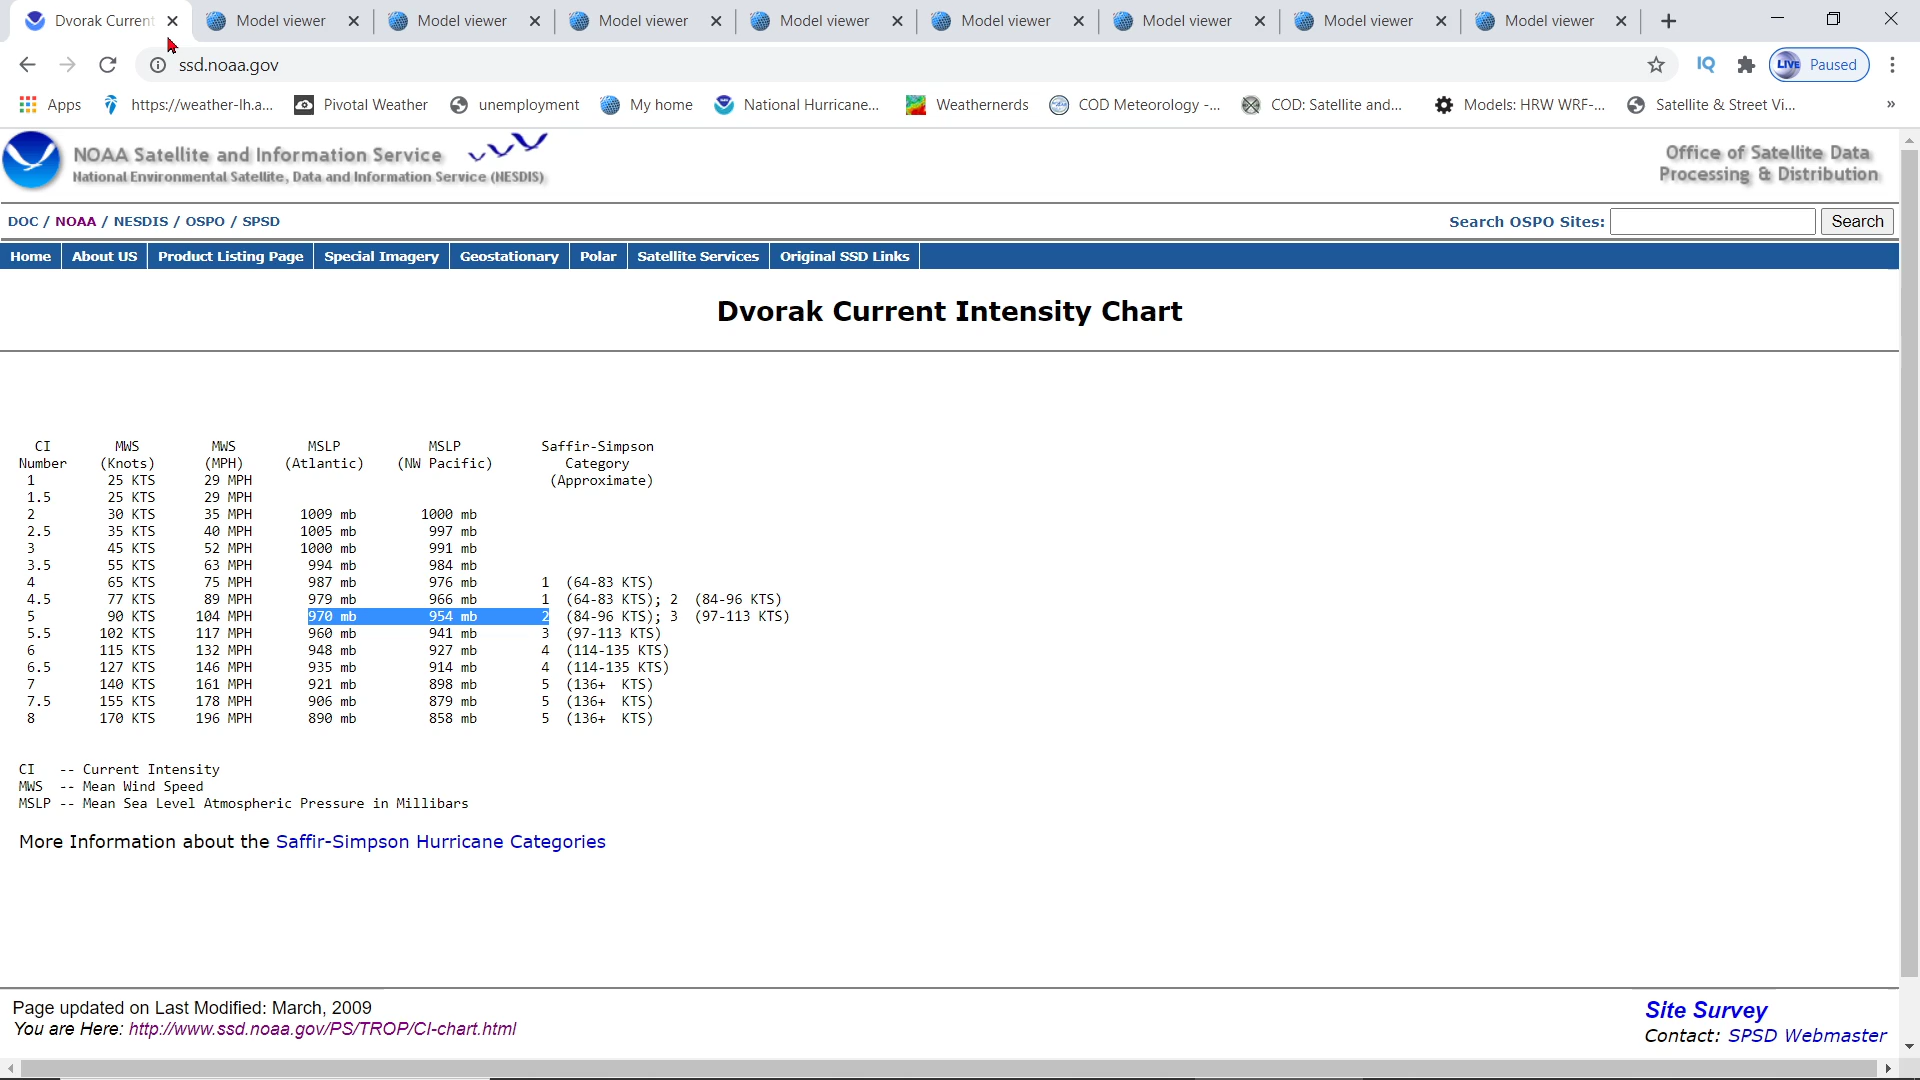 Dvorak Current
Model viewer
Model viewer
Model viewer
Model viewer
Model viewer
Model viewer
Model viewer
Model viewer
ssd.noaa.gov
IQ
LIVE
Paused
Apps
https://weather-lh.a...
Pivotal Weather
unemployment
My home
National Hurricane...
Weathernerds
COD Meteorology -...
COD: Satellite and...
Models: HRW WRF-...
Satellite & Street Vi...
»
NOAA Satellite and Information Service
National Environmental Satellite, Data and Information Service (NESDIS)
Office of Satellite Data
Processing & Distribution
DOC / NOAA / NESDIS / OSPO / SPSD
Search OSPO Sites:
Search
Home
About US
Product Listing Page
Special Imagery
Geostationary
Polar
Satellite Services
Original SSD Links
Dvorak Current Intensity Chart
CI MWS MWS MSLP MSLP Saffir-Simpson
Number (Knots) (MPH) (Atlantic) (NW Pacific) Category
1 25 KTS 29 MPH (Approximate)
1.5 25 KTS 29 MPH
2 30 KTS 35 MPH 1009 mb 1000 mb
2.5 35 KTS 40 MPH 1005 mb 997 mb
3 45 KTS 52 MPH 1000 mb 991 mb
3.5 55 KTS 63 MPH 994 mb 984 mb
4 65 KTS 75 MPH 987 mb 976 mb 1 (64-83 KTS)
4.5 77 KTS 89 MPH 979 mb 966 mb 1 (64-83 KTS); 2 (84-96 KTS)
5 90 KTS 104 MPH 970 mb 954 mb 2 (84-96 KTS); 3 (97-113 KTS)
5.5 102 KTS 117 MPH 960 mb 941 mb 3 (97-113 KTS)
6 115 KTS 132 MPH 948 mb 927 mb 4 (114-135 KTS)
6.5 127 KTS 146 MPH 935 mb 914 mb 4 (114-135 KTS)
7 140 KTS 161 MPH 921 mb 898 mb 5 (136+ KTS)
7.5 155 KTS 178 MPH 906 mb 879 mb 5 (136+ KTS)
8 170 KTS 196 MPH 890 mb 858 mb 5 (136+ KTS)
CI -- Current Intensity
MWS -- Mean Wind Speed
MSLP -- Mean Sea Level Atmospheric Pressure in Millibars
More Information about the Saffir-Simpson Hurricane Categories
Page updated on Last Modified: March, 2009
You are Here: http://www.ssd.noaa.gov/PS/TROP/CI-chart.html
Site Survey
Contact: SPSD Webmaster